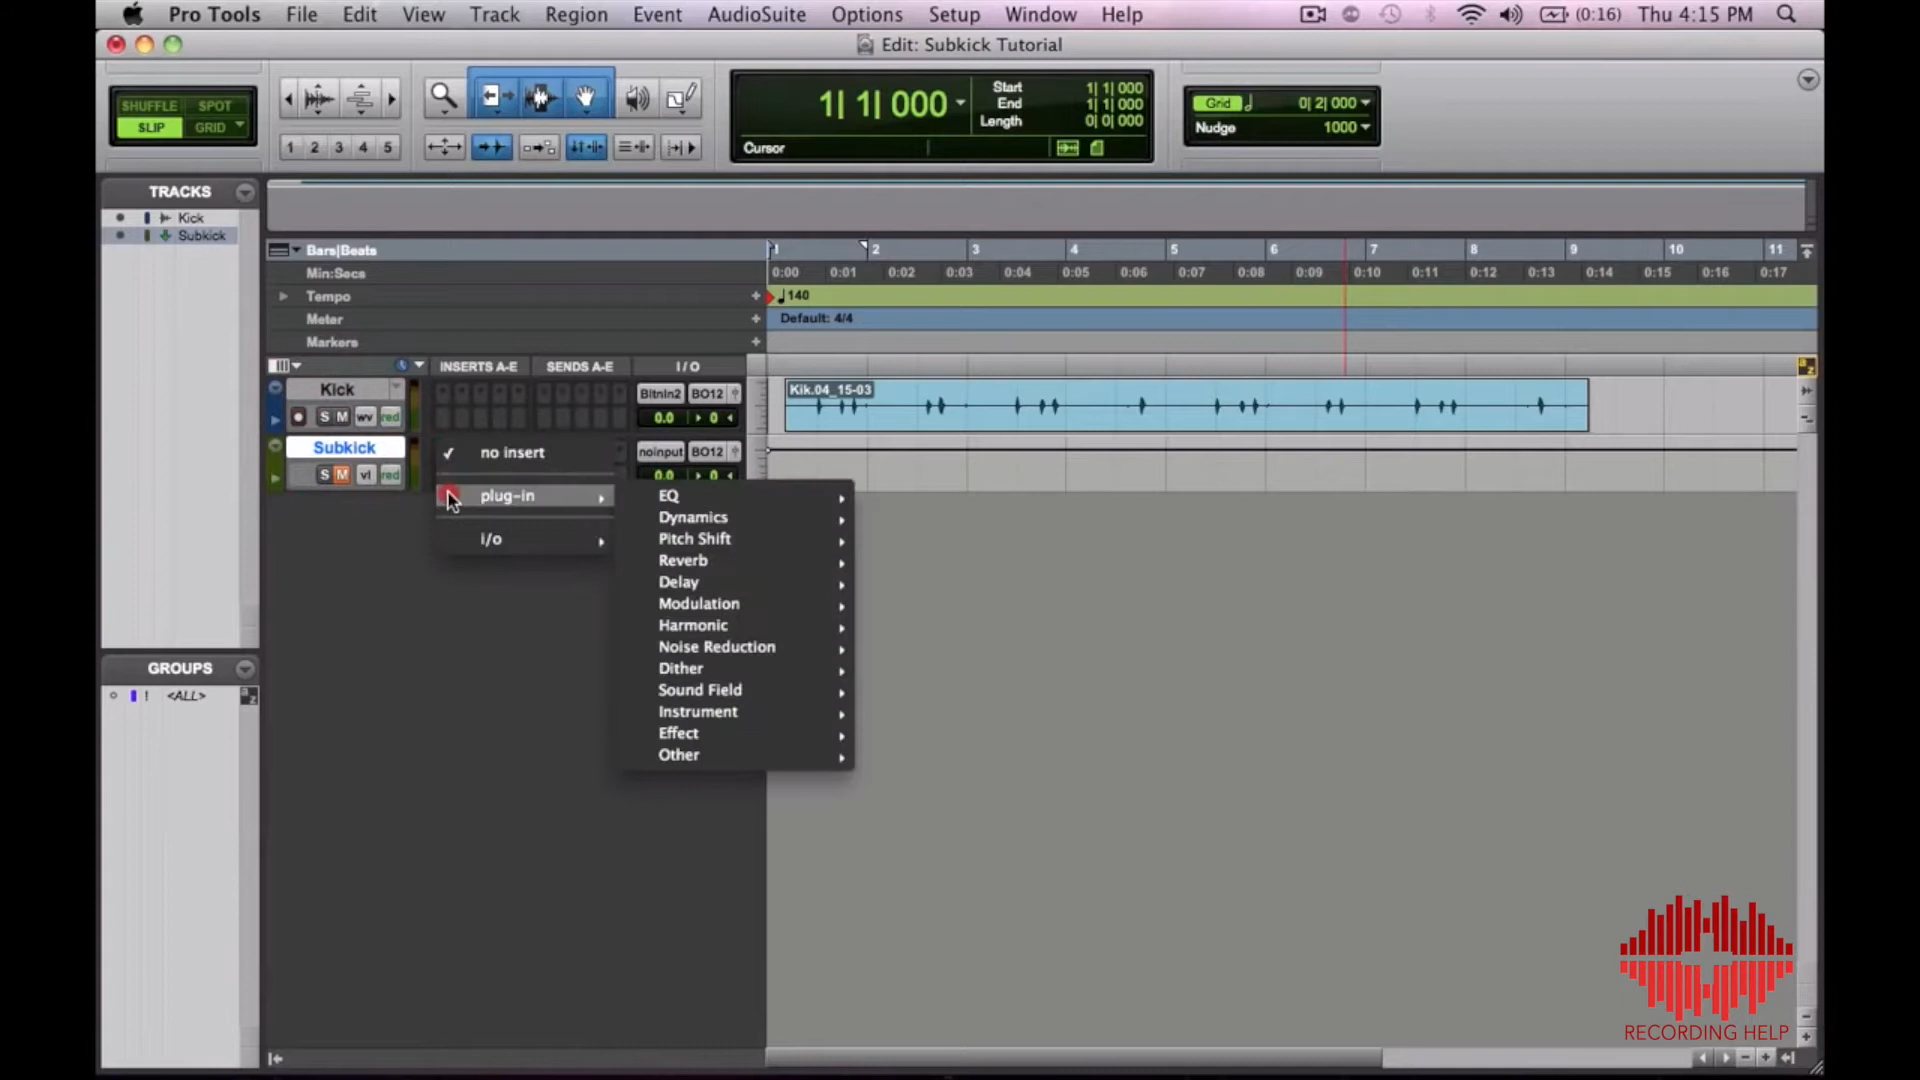 Pro Tools File Edit View Track Region Event AudioSuite Options Setup Window Help (0:16) Thu 4:15 PM
Edit: Subkick Tutorial
SHUFFLE SPOT
SLIP GRID
1 2 3 4 5
1| 1| 000
Start 1| 1| 000
End 1| 1| 000
Length 0| 0| 000
Cursor
Grid 0| 2| 000
Nudge 1000
TRACKS
Kick
Subkick
Bars|Beats 1 2 3 4 5 6 7 8 9 10 11
Min:Secs 0:00 0:01 0:02 0:03 0:04 0:05 0:06 0:07 0:08 0:09 0:10 0:11 0:12 0:13 0:14 0:15 0:16 0:17
Tempo + 140
Meter + Default: 4/4
Markers +
INSERTS A-E SENDS A-E I/O
Kick BitnIn2 BO12 Kik.04_15-03
S M wv red 0.0 0
Subkick noinput BO12
S M vl red 0.0 0
no insert
plug-in
i/o
EQ
Dynamics
Pitch Shift
Reverb
Delay
Modulation
Harmonic
Noise Reduction
Dither
Sound Field
Instrument
Effect
Other
GROUPS
! <ALL>
RECORDING HELP